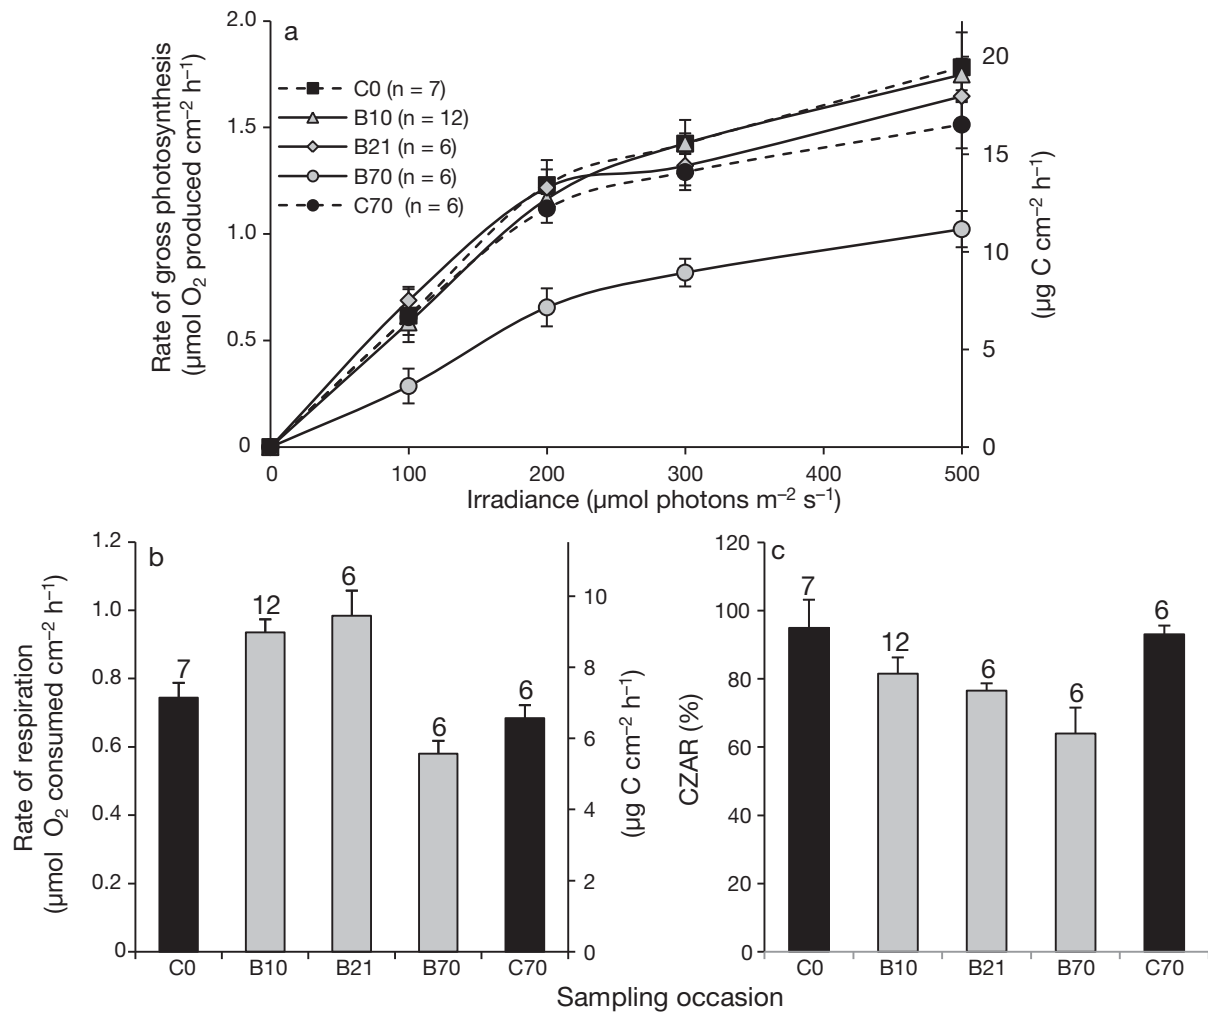 a
Rate of gross photosynthesis
(µmol O₂ produced cm⁻² h⁻¹)
2.0
1.5
1.0
0.5
0
C0 (n = 7)
B10 (n = 12)
B21 (n = 6)
B70 (n = 6)
C70 (n = 6)
20
15
10
5
0
(µg C cm⁻² h⁻¹)
0 100 200 300 400 500
Irradiance (µmol photons m⁻² s⁻¹)
b
Rate of respiration
(µmol O₂ consumed cm⁻² h⁻¹)
1.2
1.0
0.8
0.6
0.4
0.2
0
7 12 6 6 6
10
8
6
4
2
0
(µg C cm⁻² h⁻¹)
C0 B10 B21 B70 C70
c
CZAR (%)
120
100
80
60
40
20
0
7 12 6 6 6
C0 B10 B21 B70 C70
Sampling occasion